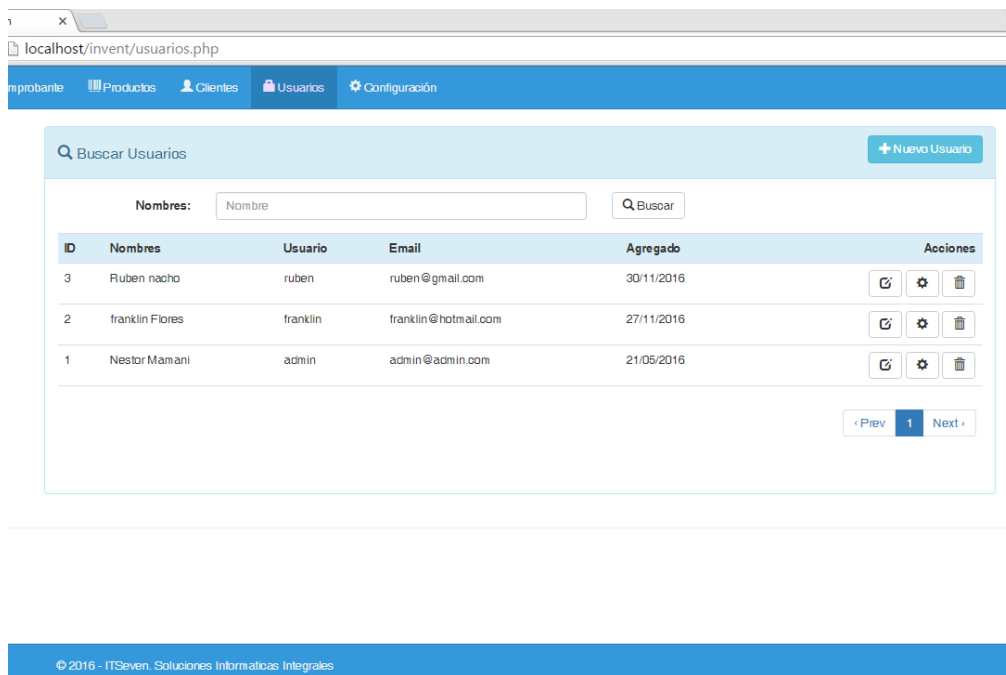 localhost/invent/usuarios.php
mprobante Productos Clientes Usuarios Configuración
Buscar Usuarios
Nuevo Usuario
Nombres: Nombre Buscar
ID Nombres Usuario Email Agregado Acciones
3 Ruben nacho ruben ruben@gmail.com 30/11/2016
2 franklin Flores franklin franklin@hotmail.com 27/11/2016
1 Nestor Mamani admin admin@admin.com 21/05/2016
‹ Prev 1 Next ›
© 2016 - ITSeven. Soluciones Informaticas Integrales